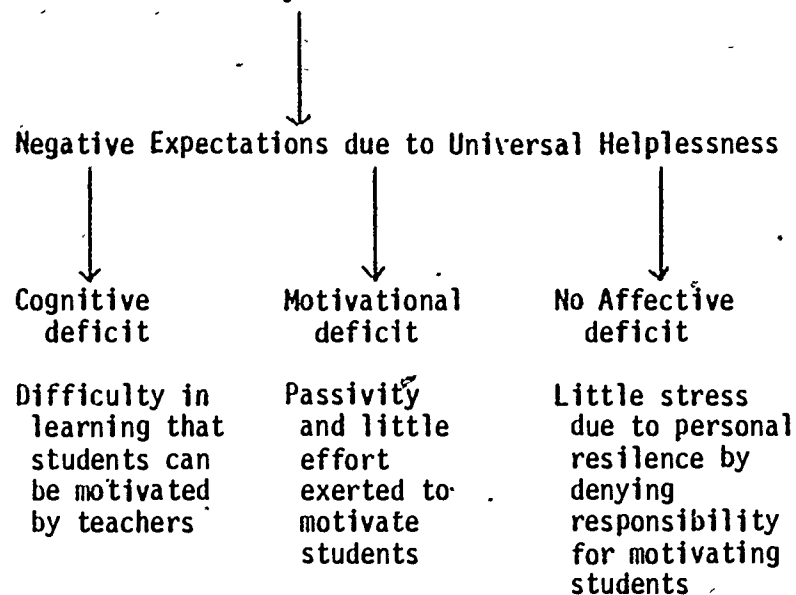 Negative Expectations due to Universal Helplessness
Cognitive
deficit
Difficulty in
learning that
students can
be motivated
by teachers
Motivational
deficit
Passivity
and little
effort
exerted to
motivate
students
No Affective
deficit
Little stress
due to personal
resilence by
denying
responsibility
for motivating
students